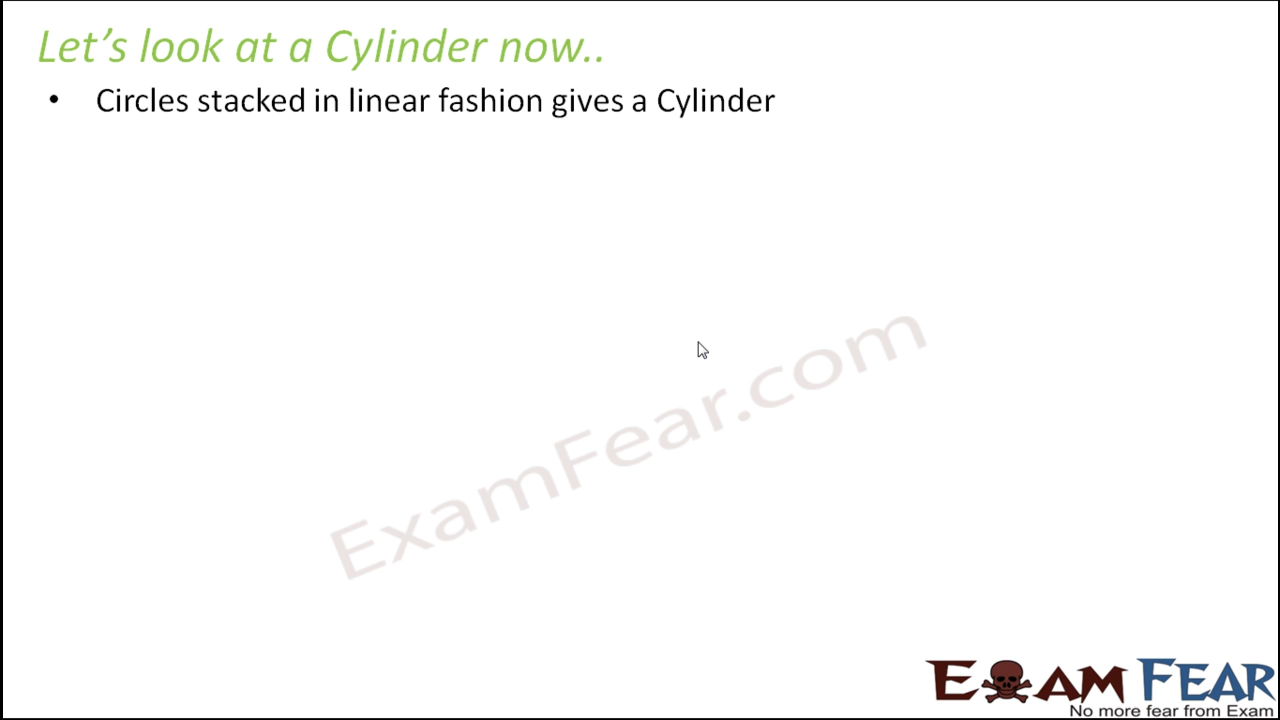 Let’s look at a Cylinder now..
• Circles stacked in linear fashion gives a Cylinder
ExamFear.com
EXAM FEAR
No more fear from Exam